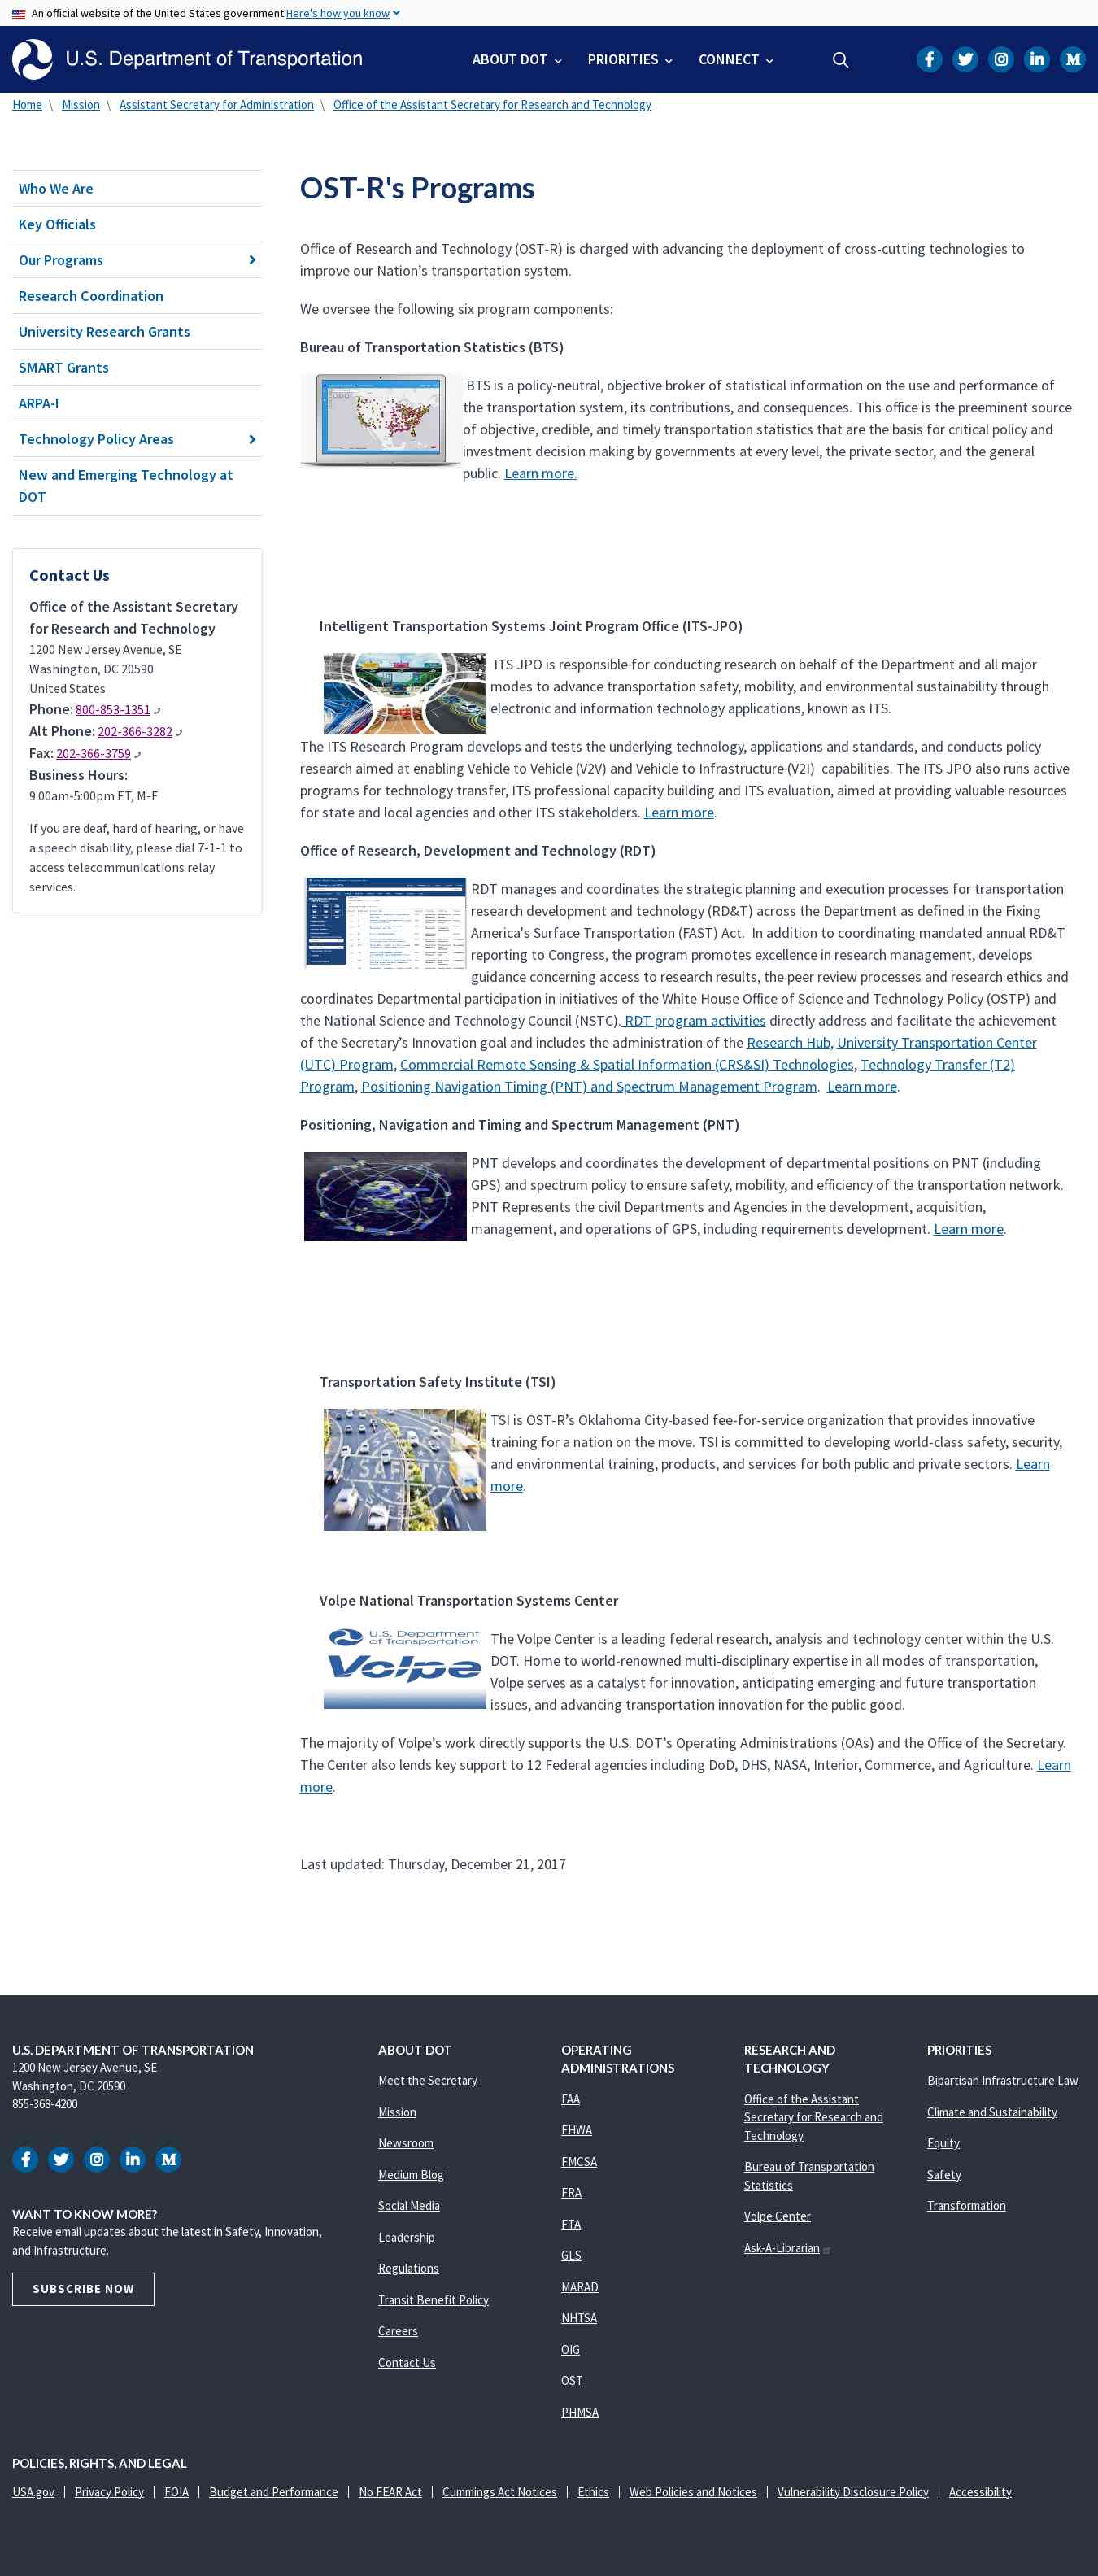 An official website of the United States government Here's how you know
U.S. Department of Transportation
ABOUT DOT
PRIORITIES
CONNECT
Home \ Mission \ Assistant Secretary for Administration \ Office of the Assistant Secretary for Research and Technology
Who We Are
Key Officials
Our Programs
Research Coordination
University Research Grants
SMART Grants
ARPA-I
Technology Policy Areas
New and Emerging Technology at
DOT
Contact Us
Office of the Assistant Secretary
for Research and Technology
1200 New Jersey Avenue, SE
Washington, DC 20590
United States
Phone: 800-853-1351
Alt Phone: 202-366-3282
Fax: 202-366-3759
Business Hours:
9:00am-5:00pm ET, M-F
If you are deaf, hard of hearing, or have
a speech disability, please dial 7-1-1 to
access telecommunications relay
services.
OST-R's Programs
Office of Research and Technology (OST-R) is charged with advancing the deployment of cross-cutting technologies to
improve our Nation’s transportation system.
We oversee the following six program components:
Bureau of Transportation Statistics (BTS)
BTS is a policy-neutral, objective broker of statistical information on the use and performance of
the transportation system, its contributions, and consequences. This office is the preeminent source
of objective, credible, and timely transportation statistics that are the basis for critical policy and
investment decision making by governments at every level, the private sector, and the general
public. Learn more.
Intelligent Transportation Systems Joint Program Office (ITS-JPO)
ITS JPO is responsible for conducting research on behalf of the Department and all major
modes to advance transportation safety, mobility, and environmental sustainability through
electronic and information technology applications, known as ITS.
The ITS Research Program develops and tests the underlying technology, applications and standards, and conducts policy
research aimed at enabling Vehicle to Vehicle (V2V) and Vehicle to Infrastructure (V2I)  capabilities. The ITS JPO also runs active
programs for technology transfer, ITS professional capacity building and ITS evaluation, aimed at providing valuable resources
for state and local agencies and other ITS stakeholders. Learn more.
Office of Research, Development and Technology (RDT)
RDT manages and coordinates the strategic planning and execution processes for transportation
research development and technology (RD&T) across the Department as defined in the Fixing
America's Surface Transportation (FAST) Act.  In addition to coordinating mandated annual RD&T
reporting to Congress, the program promotes excellence in research management, develops
guidance concerning access to research results, the peer review processes and research ethics and
coordinates Departmental participation in initiatives of the White House Office of Science and Technology Policy (OSTP) and
the National Science and Technology Council (NSTC). RDT program activities directly address and facilitate the achievement
of the Secretary’s Innovation goal and includes the administration of the Research Hub, University Transportation Center
(UTC) Program, Commercial Remote Sensing & Spatial Information (CRS&SI) Technologies, Technology Transfer (T2)
Program, Positioning Navigation Timing (PNT) and Spectrum Management Program.  Learn more.
Positioning, Navigation and Timing and Spectrum Management (PNT)
PNT develops and coordinates the development of departmental positions on PNT (including
GPS) and spectrum policy to ensure safety, mobility, and efficiency of the transportation network.
PNT Represents the civil Departments and Agencies in the development, acquisition,
management, and operations of GPS, including requirements development. Learn more.
Transportation Safety Institute (TSI)
SAFETY
TSI is OST-R’s Oklahoma City-based fee-for-service organization that provides innovative
training for a nation on the move. TSI is committed to developing world-class safety, security,
and environmental training, products, and services for both public and private sectors. Learn
more.
Volpe National Transportation Systems Center
U.S. Department
of Transportation
Volpe
The Volpe Center is a leading federal research, analysis and technology center within the U.S.
DOT. Home to world-renowned multi-disciplinary expertise in all modes of transportation,
Volpe serves as a catalyst for innovation, anticipating emerging and future transportation
issues, and advancing transportation innovation for the public good.
The majority of Volpe’s work directly supports the U.S. DOT’s Operating Administrations (OAs) and the Office of the Secretary.
The Center also lends key support to 12 Federal agencies including DoD, DHS, NASA, Interior, Commerce, and Agriculture. Learn
more.
Last updated: Thursday, December 21, 2017
U.S. DEPARTMENT OF TRANSPORTATION
1200 New Jersey Avenue, SE
Washington, DC 20590
855-368-4200
WANT TO KNOW MORE?
Receive email updates about the latest in Safety, Innovation,
and Infrastructure.
SUBSCRIBE NOW
ABOUT DOT
Meet the Secretary
Mission
Newsroom
Medium Blog
Social Media
Leadership
Regulations
Transit Benefit Policy
Careers
Contact Us
OPERATING
ADMINISTRATIONS
FAA
FHWA
FMCSA
FRA
FTA
GLS
MARAD
NHTSA
OIG
OST
PHMSA
RESEARCH AND
TECHNOLOGY
Office of the Assistant
Secretary for Research and
Technology
Bureau of Transportation
Statistics
Volpe Center
Ask-A-Librarian
PRIORITIES
Bipartisan Infrastructure Law
Climate and Sustainability
Equity
Safety
Transformation
POLICIES, RIGHTS, AND LEGAL
USA.gov | Privacy Policy | FOIA | Budget and Performance | No FEAR Act | Cummings Act Notices | Ethics | Web Policies and Notices | Vulnerability Disclosure Policy | Accessibility